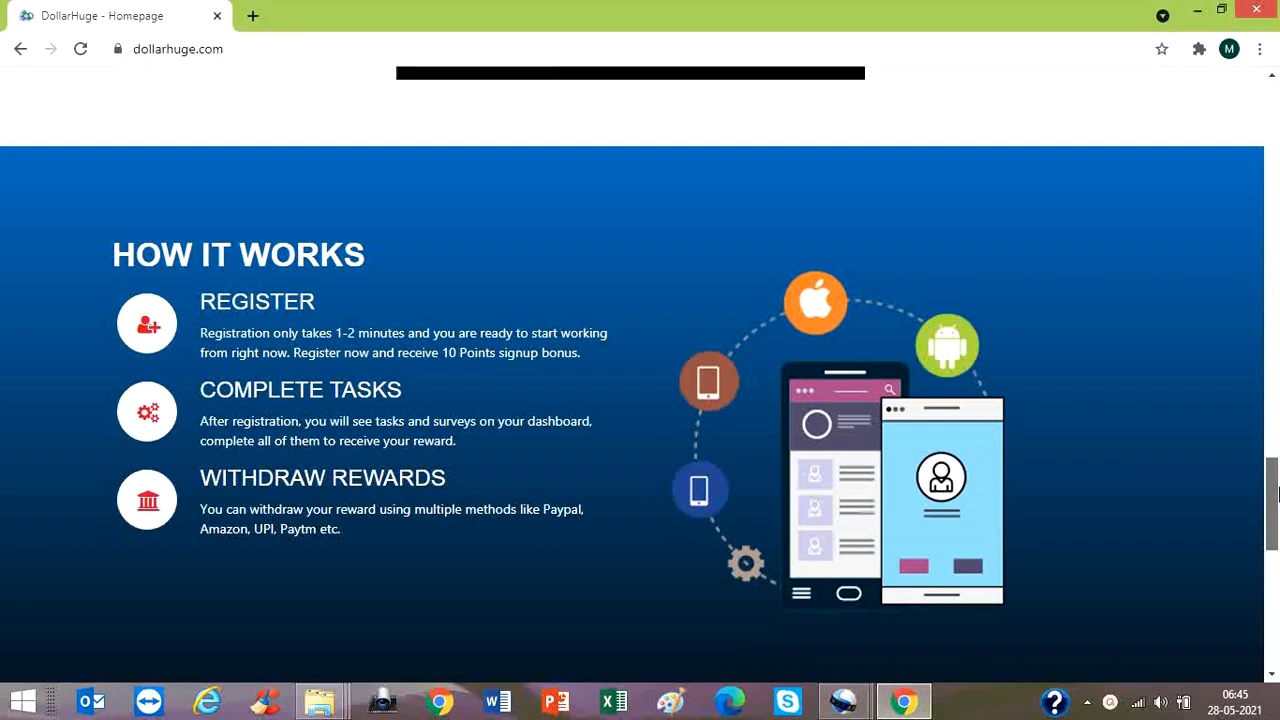 DollarHuge - Homepage
dollarhuge.com
M
HOW IT WORKS
REGISTER
Registration only takes 1-2 minutes and you are ready to start working
from right now. Register now and receive 10 Points signup bonus.
COMPLETE TASKS
After registration, you will see tasks and surveys on your dashboard,
complete all of them to receive your reward.
WITHDRAW REWARDS
You can withdraw your reward using multiple methods like Paypal,
Amazon, UPI, Paytm etc.
06:45
28-05-2021